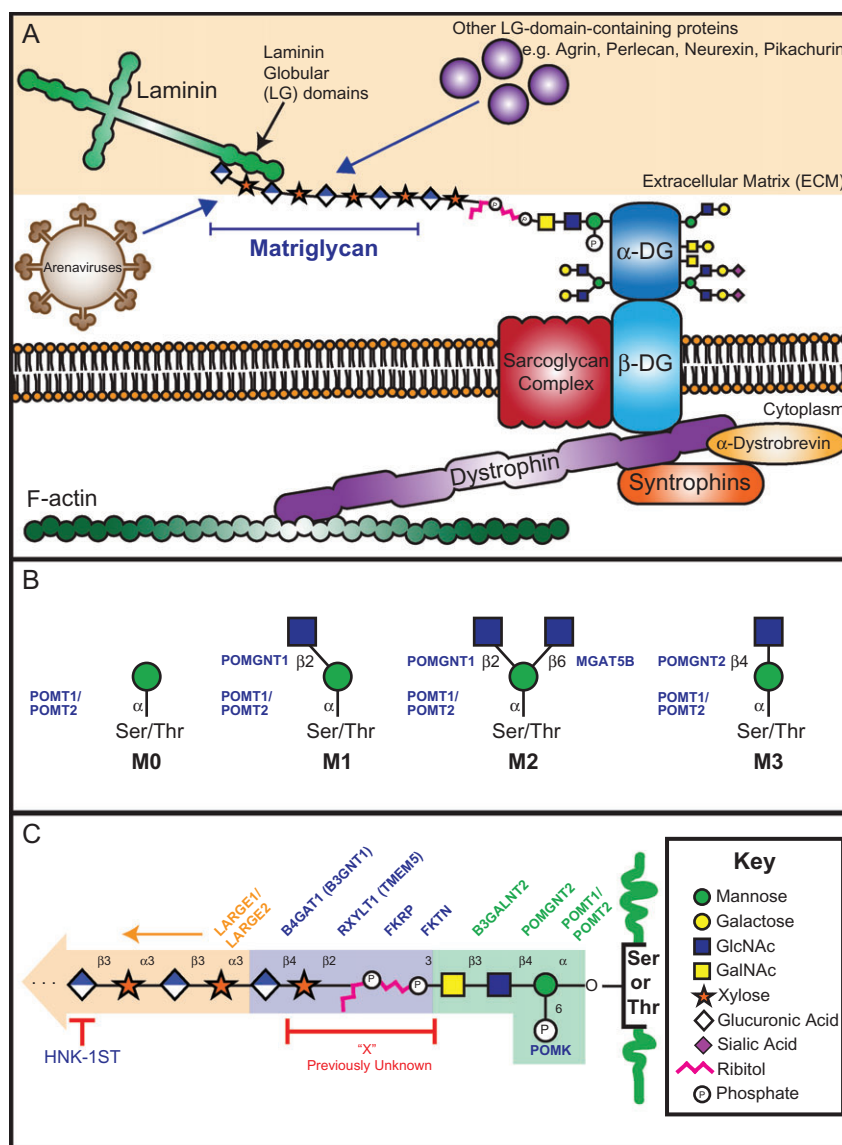 A
Other LG-domain-containing proteins
e.g. Agrin, Perlecan, Neurexin, Pikachurin
Laminin
Globular
(LG) domains
Laminin
Extracellular Matrix (ECM)
P
P
P
Matriglycan
Arenaviruses
α-DG
Sarcoglycan
Complex
β-DG
Cytoplasm
α-Dystrobrevin
Dystrophin
Syntrophins
F-actin
B
POMT1/
POMT2
α
Ser/Thr
M0
POMGNT1
β2
POMT1/
POMT2
α
Ser/Thr
M1
POMGNT1
β2
β6
MGAT5B
POMT1/
POMT2
α
Ser/Thr
M2
POMGNT2
β4
POMT1/
POMT2
α
Ser/Thr
M3
C
LARGE1/
LARGE2
B4GAT1 (B3GNT1)
RXYLT1 (TMEM5)
FKRP
FKTN
B3GALNT2
POMGNT2
POMT1/
POMT2
β3 α3 β3 α3 β4 β2 3 β3 β4 α
. . .
P
P
O
6
P
POMK
Ser
or
Thr
HNK-1ST
"X"
Previously Unknown
Key
Mannose
Galactose
GlcNAc
GalNAc
Xylose
Glucuronic Acid
Sialic Acid
Ribitol
P Phosphate